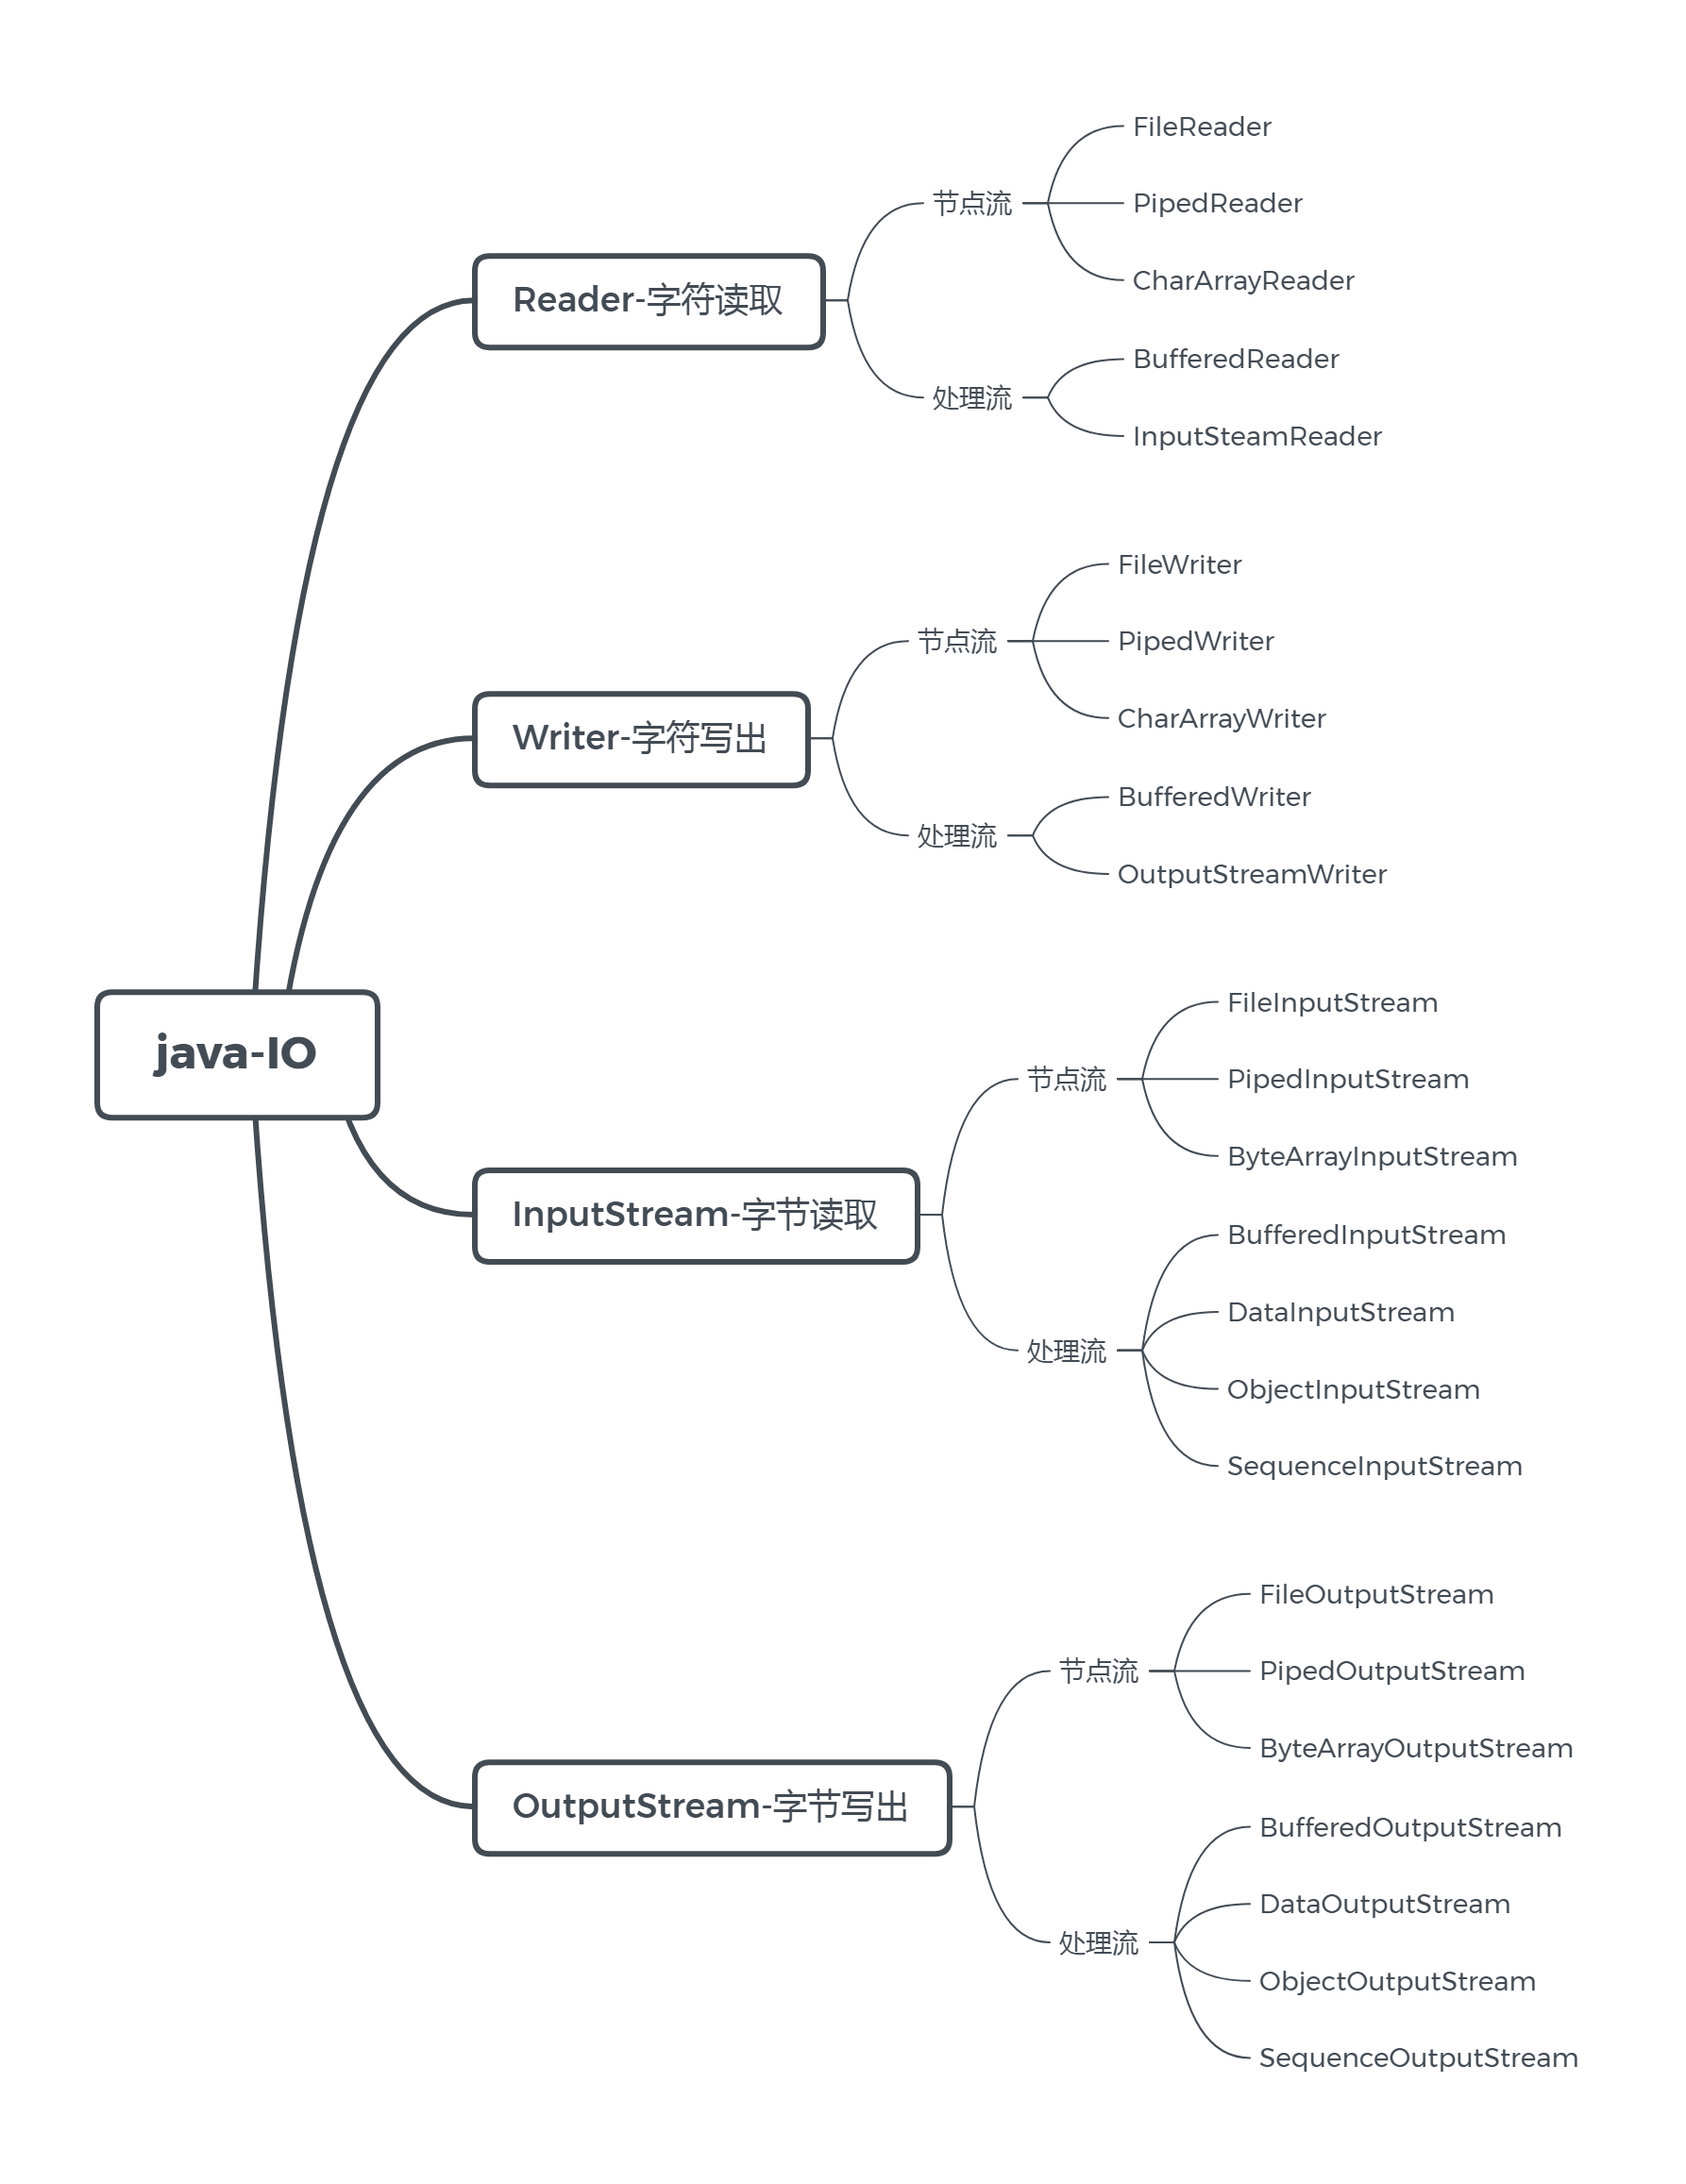 java-IO
Reader-字符读取
节点流
FileReader
PipedReader
CharArrayReader
处理流
BufferedReader
InputSteamReader
Writer-字符写出
节点流
FileWriter
PipedWriter
CharArrayWriter
处理流
BufferedWriter
OutputStreamWriter
InputStream-字节读取
节点流
FileInputStream
PipedInputStream
ByteArrayInputStream
处理流
BufferedInputStream
DataInputStream
ObjectInputStream
SequenceInputStream
OutputStream-字节写出
节点流
FileOutputStream
PipedOutputStream
ByteArrayOutputStream
处理流
BufferedOutputStream
DataOutputStream
ObjectOutputStream
SequenceOutputStream